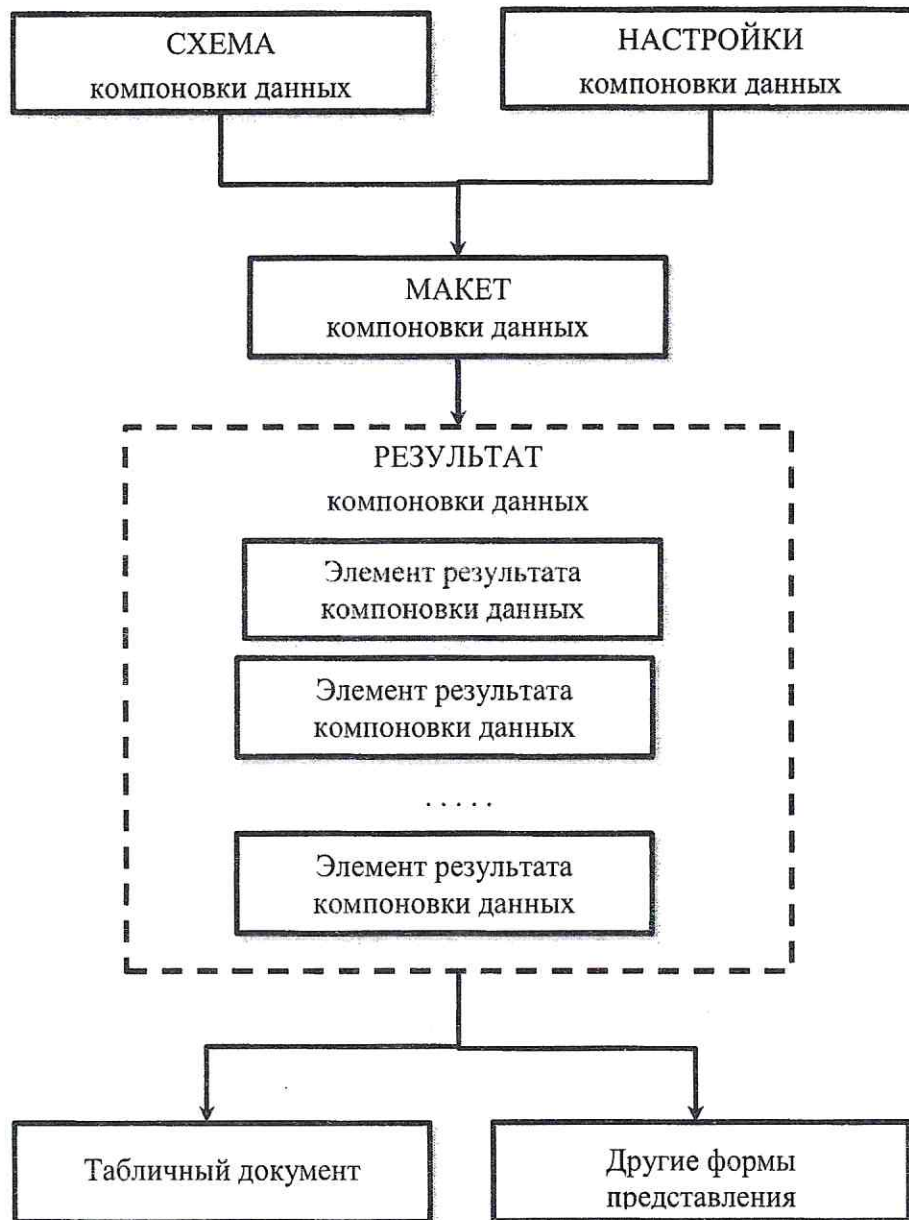 СХЕМА
компоновки данных
НАСТРОЙКИ
компоновки данных
МАКЕТ
компоновки данных
РЕЗУЛЬТАТ
компоновки данных
Элемент результата
компоновки данных
Элемент результата
компоновки данных
. . . . .
Элемент результата
компоновки данных
Табличный документ
Другие формы
представления